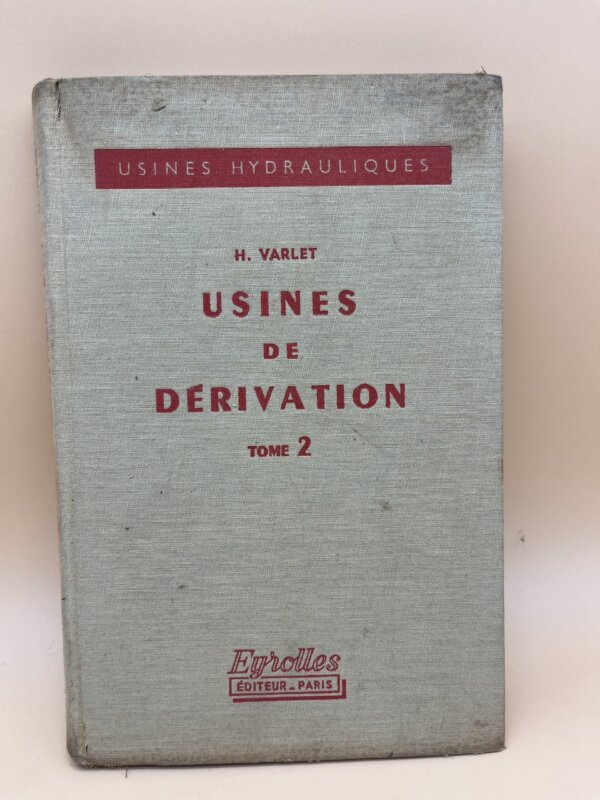 USINES HYDRAULIQUES
H. VARLET
USINES
DE
DÉRIVATION
TOME 2
Eyrolles
ÉDITEUR _ PARIS